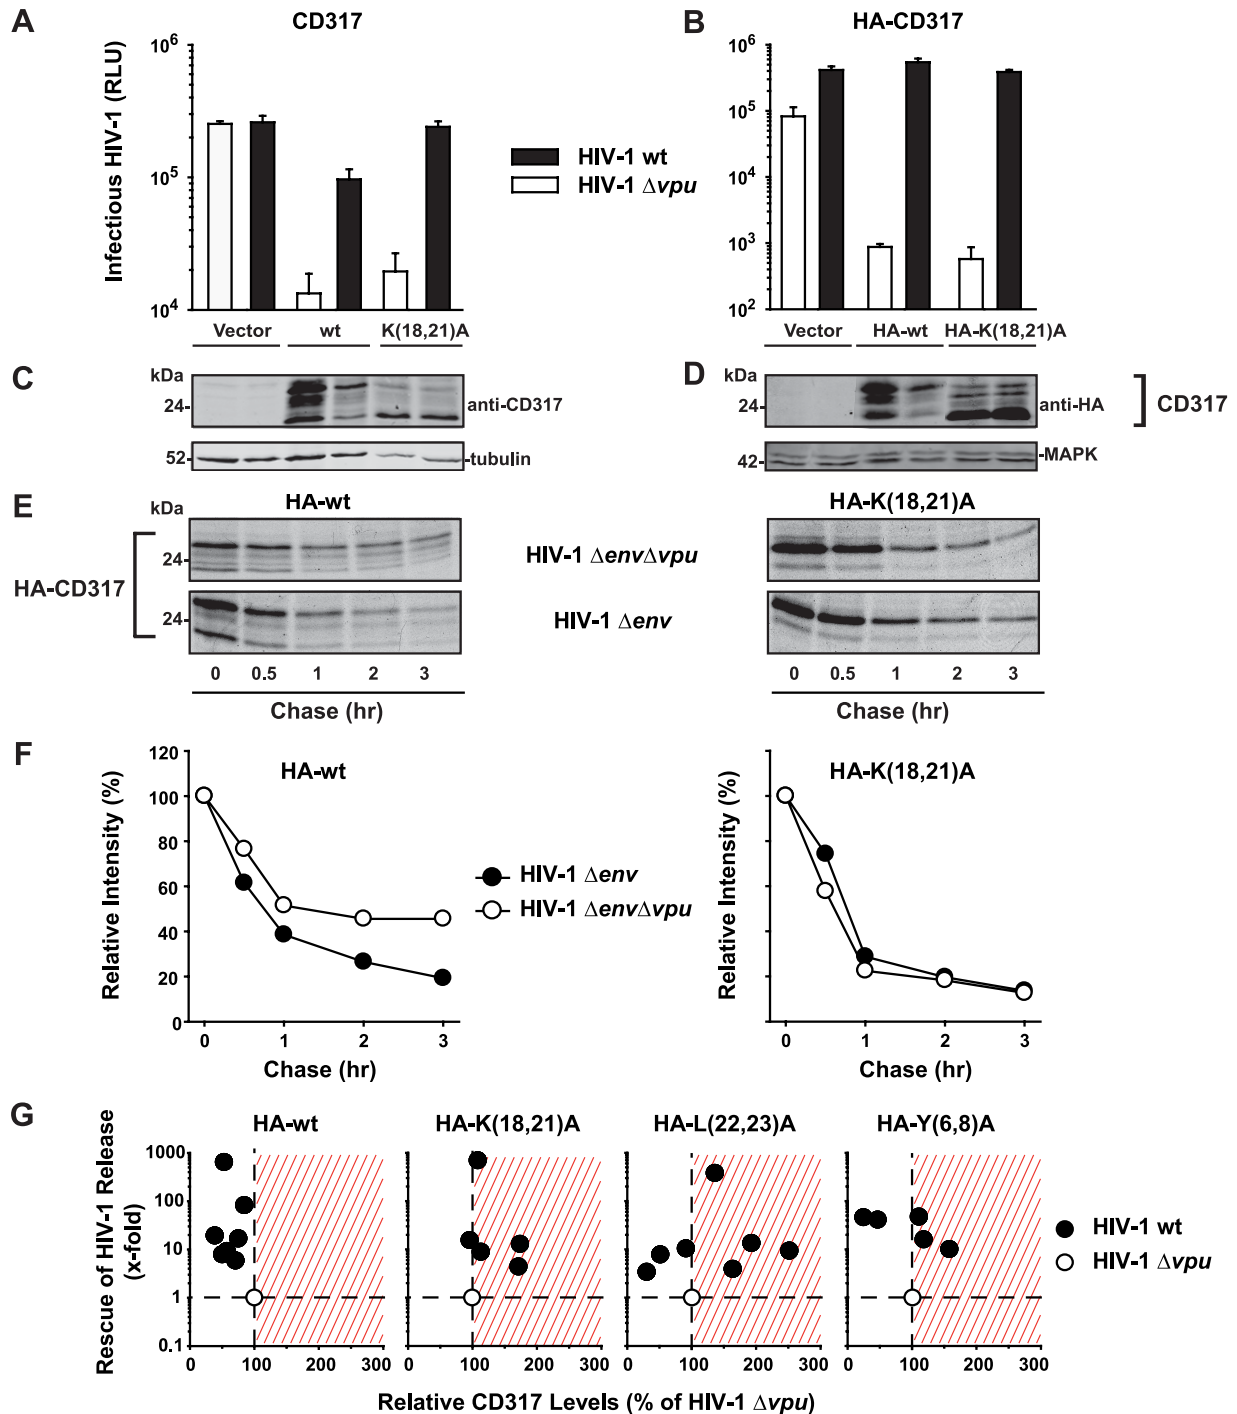 A
CD317
B
HA-CD317
Infectious HIV-1 (RLU)
10^6
10^5
10^4
Vector
wt
K(18,21)A
HIV-1 wt
HIV-1 Δvpu
10^6
10^5
10^4
10^3
10^2
Vector
HA-wt
HA-K(18,21)A
C
kDa
24-
-anti-CD317
52-
-tubulin
D
kDa
24-
anti-HA
CD317
42-
-MAPK
E
kDa
HA-wt
HA-K(18,21)A
HA-CD317
24-
24-
HIV-1 ΔenvΔvpu
HIV-1 Δenv
0 0.5 1 2 3
Chase (hr)
0 0.5 1 2 3
Chase (hr)
F
HA-wt
HA-K(18,21)A
Relative Intensity (%)
120
100
80
60
40
20
0
0 1 2 3
Chase (hr)
HIV-1 Δenv
HIV-1 ΔenvΔvpu
Relative Intensity (%)
0 1 2 3
Chase (hr)
G
HA-wt
HA-K(18,21)A
HA-L(22,23)A
HA-Y(6,8)A
Rescue of HIV-1 Release
(x-fold)
1000
100
10
1
0.1
0 100 200 300
0 100 200 300
0 100 200 300
0 100 200 300
HIV-1 wt
HIV-1 Δvpu
Relative CD317 Levels (% of HIV-1 Δvpu)